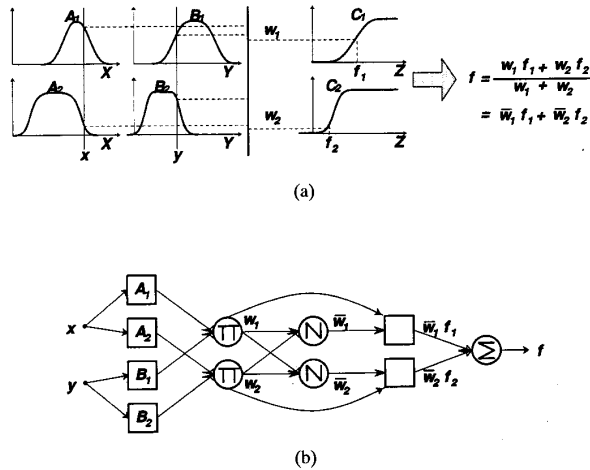 A₁ B₁ w₁ C₁
X Y f₁ Z
f = (w₁ f₁ + w₂ f₂) / (w₁ + w₂)
= w̅₁ f₁ + w̅₂ f₂
A₂ B₂ w₂ C₂
X Y f₂ Z
x y
(a)
A₁
x A₂ Π w₁ N w̅₁ w̅₁ f₁
Σ f
y B₁ Π w₂ N w̅₂ w̅₂ f₂
B₂
(b)